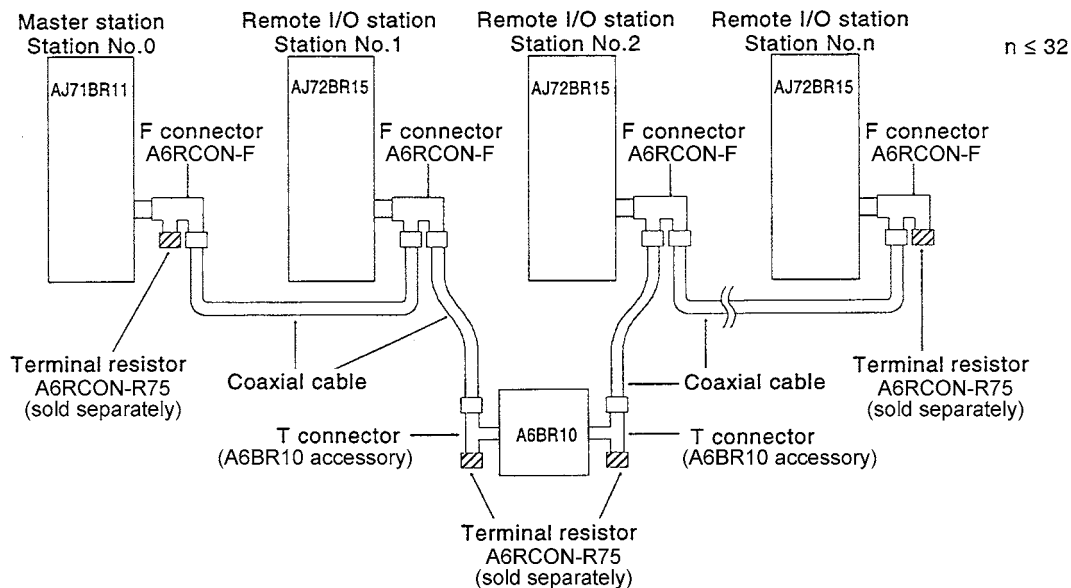 Master station
Station No.0
Remote I/O station
Station No.1
Remote I/O station
Station No.2
Remote I/O station
Station No.n
n ≤ 32
AJ71BR11
AJ72BR15
AJ72BR15
AJ72BR15
F connector
A6RCON-F
F connector
A6RCON-F
F connector
A6RCON-F
F connector
A6RCON-F
Terminal resistor
A6RCON-R75
(sold separately)
Coaxial cable
Coaxial cable
Terminal resistor
A6RCON-R75
(sold separately)
T connector
(A6BR10 accessory)
A6BR10
T connector
(A6BR10 accessory)
Terminal resistor
A6RCON-R75
(sold separately)